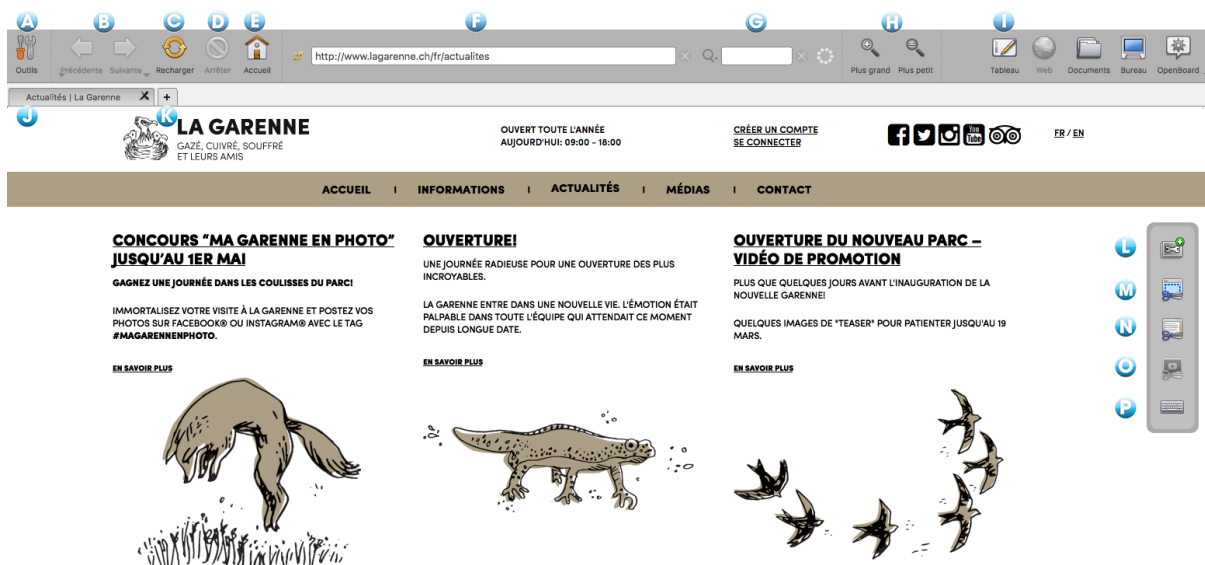 A B C D E F G H I
Outils Précédente Suivante Recharger Arrêter Accueil http://www.lagarenne.ch/fr/actualites Plus grand Plus petit Tableau Web Documents Bureau OpenBoard
Actualités | La Garenne X +
J K
LA GARENNE
GAZÉ, CUIVRÉ, SOUFFRÉ
ET LEURS AMIS
OUVERT TOUTE L'ANNÉE
AUJOURD'HUI: 09:00 - 18:00
CRÉER UN COMPTE
SE CONNECTER
You
Tube
FR / EN
ACCUEIL I INFORMATIONS I ACTUALITÉS I MÉDIAS I CONTACT
CONCOURS "MA GARENNE EN PHOTO"
JUSQU'AU 1ER MAI
GAGNEZ UNE JOURNÉE DANS LES COULISSES DU PARC!
IMMORTALISEZ VOTRE VISITE À LA GARENNE ET POSTEZ VOS
PHOTOS SUR FACEBOOK® OU INSTAGRAM® AVEC LE TAG
#MAGARENNENPHOTO.
EN SAVOIR PLUS
OUVERTURE!
UNE JOURNÉE RADIEUSE POUR UNE OUVERTURE DES PLUS
INCROYABLES.
LA GARENNE ENTRE DANS UNE NOUVELLE VIE. L'ÉMOTION ÉTAIT
PALPABLE DANS TOUTE L'ÉQUIPE QUI ATTENDAIT CE MOMENT
DEPUIS LONGUE DATE.
EN SAVOIR PLUS
OUVERTURE DU NOUVEAU PARC –
VIDÉO DE PROMOTION
PLUS QUE QUELQUES JOURS AVANT L'INAUGURATION DE LA
NOUVELLE GARENNE!
QUELQUES IMAGES DE "TEASER" POUR PATIENTER JUSQU'AU 19
MARS.
EN SAVOIR PLUS
L
M
N
O
P